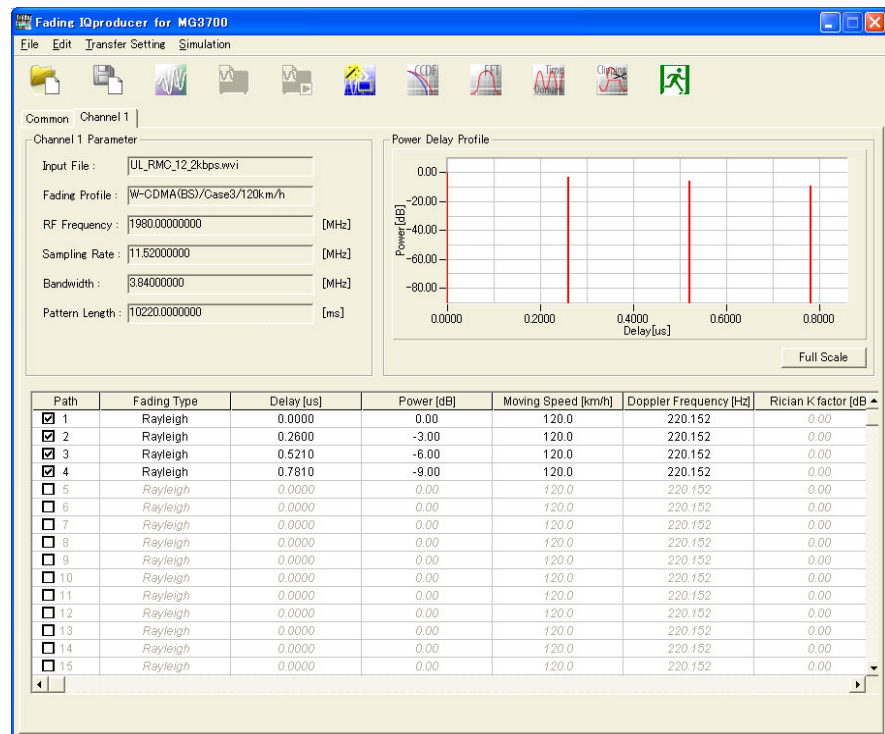 Fading IQproducer for MG3700
File Edit Transfer Setting Simulation
CCDF FFT Time Domain Clipping
Common Channel 1
Channel 1 Parameter
Input File : UL_RMC_12_2kbps.wvi
Fading Profile : W-CDMA(BS)/Case3/120km/h
RF Frequency : 1980.00000000 [MHz]
Sampling Rate : 11.52000000 [MHz]
Bandwidth : 3.84000000 [MHz]
Pattern Length : 10220.0000000 [ms]
Power Delay Profile
Power[dB]
0.00
-20.00
-40.00
-60.00
-80.00
0.0000 0.2000 0.4000 0.6000 0.8000
Delay[us]
Full Scale
Path Fading Type Delay [us] Power [dB] Moving Speed [km/h] Doppler Frequency [Hz] Rician K factor [dB
1 Rayleigh 0.0000 0.00 120.0 220.152 0.00
2 Rayleigh 0.2600 -3.00 120.0 220.152 0.00
3 Rayleigh 0.5210 -6.00 120.0 220.152 0.00
4 Rayleigh 0.7810 -9.00 120.0 220.152 0.00
5 Rayleigh 0.0000 0.00 120.0 220.152 0.00
6 Rayleigh 0.0000 0.00 120.0 220.152 0.00
7 Rayleigh 0.0000 0.00 120.0 220.152 0.00
8 Rayleigh 0.0000 0.00 120.0 220.152 0.00
9 Rayleigh 0.0000 0.00 120.0 220.152 0.00
10 Rayleigh 0.0000 0.00 120.0 220.152 0.00
11 Rayleigh 0.0000 0.00 120.0 220.152 0.00
12 Rayleigh 0.0000 0.00 120.0 220.152 0.00
13 Rayleigh 0.0000 0.00 120.0 220.152 0.00
14 Rayleigh 0.0000 0.00 120.0 220.152 0.00
15 Rayleigh 0.0000 0.00 120.0 220.152 0.00